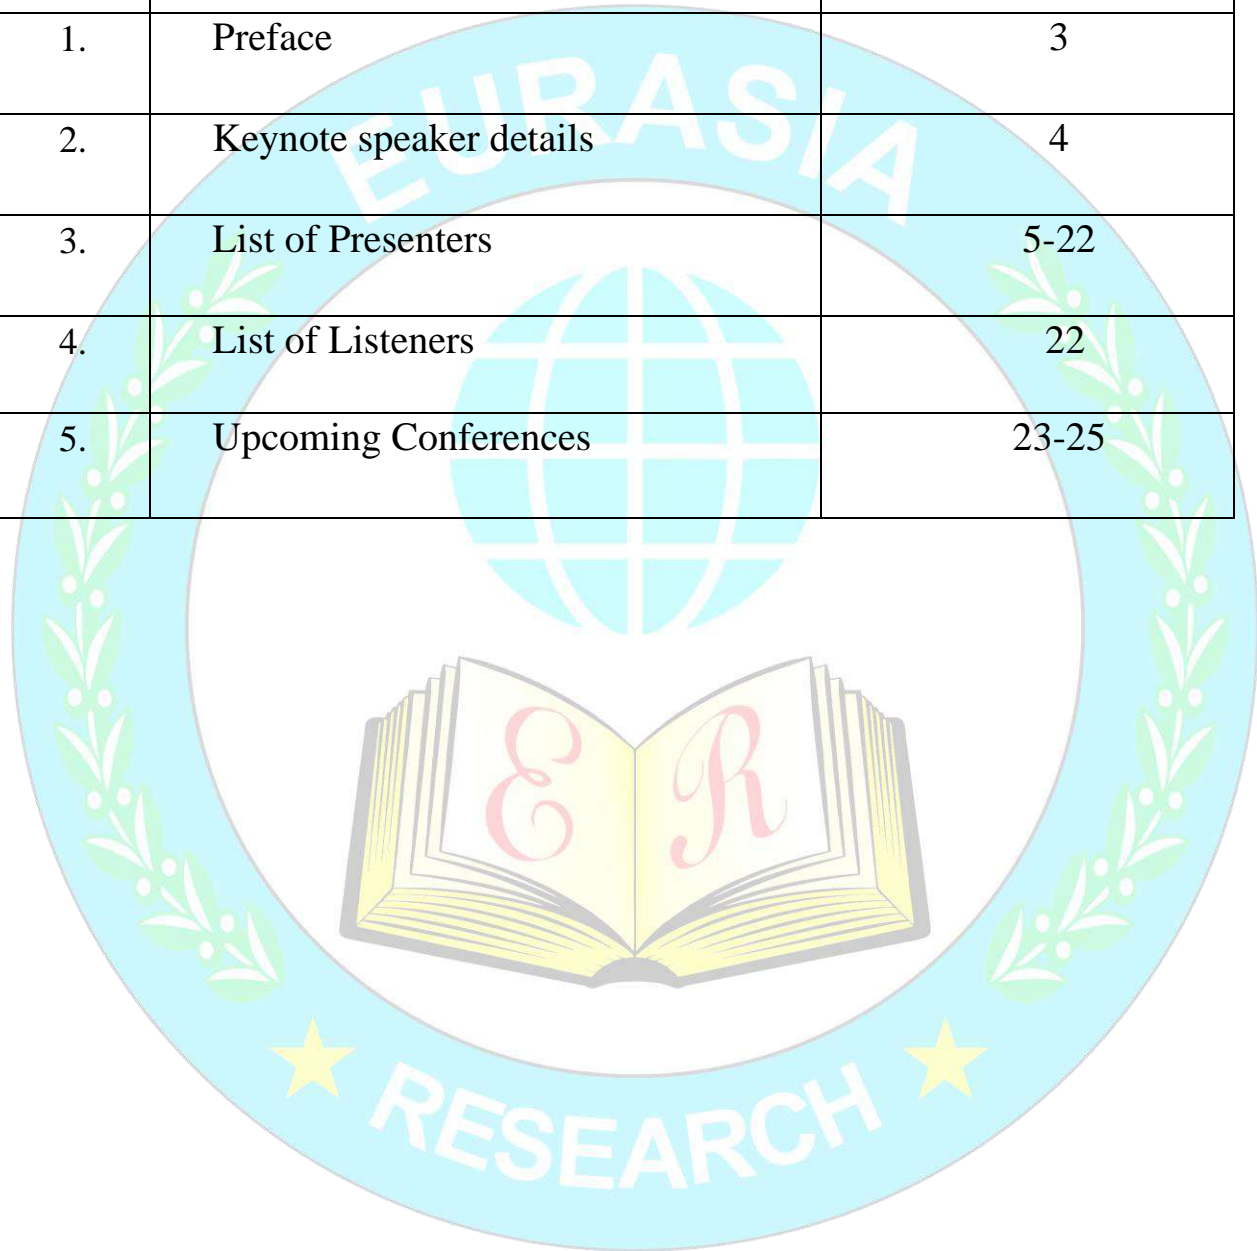 1. Preface 3
2. Keynote speaker details 4
3. List of Presenters 5-22
4. List of Listeners 22
5. Upcoming Conferences 23-25
EURASIA
E R
RESEARCH